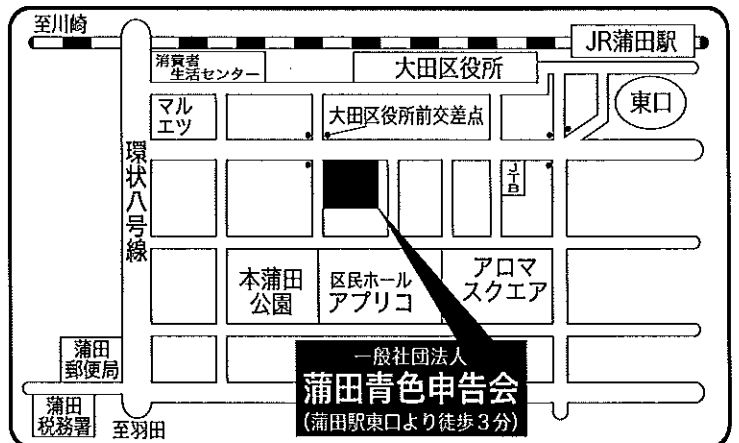 至川崎
JR蒲田駅
消費者
生活センター
大田区役所
東口
マル
エツ
大田区役所前交差点
環状八号線
JTB
本蒲田
公園
区民ホール
アプリコ
アロマ
スクエア
蒲田
郵便局
一般社団法人
蒲田青色申告会
(蒲田駅東口より徒歩3分)
蒲田
税務署
至羽田